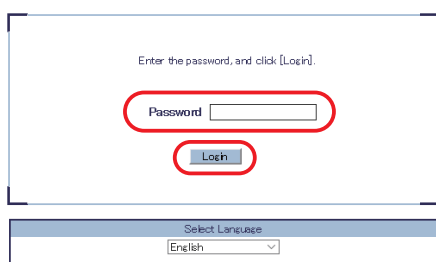 Enter the password, and click [Login].
Password
Login
Select Language
English